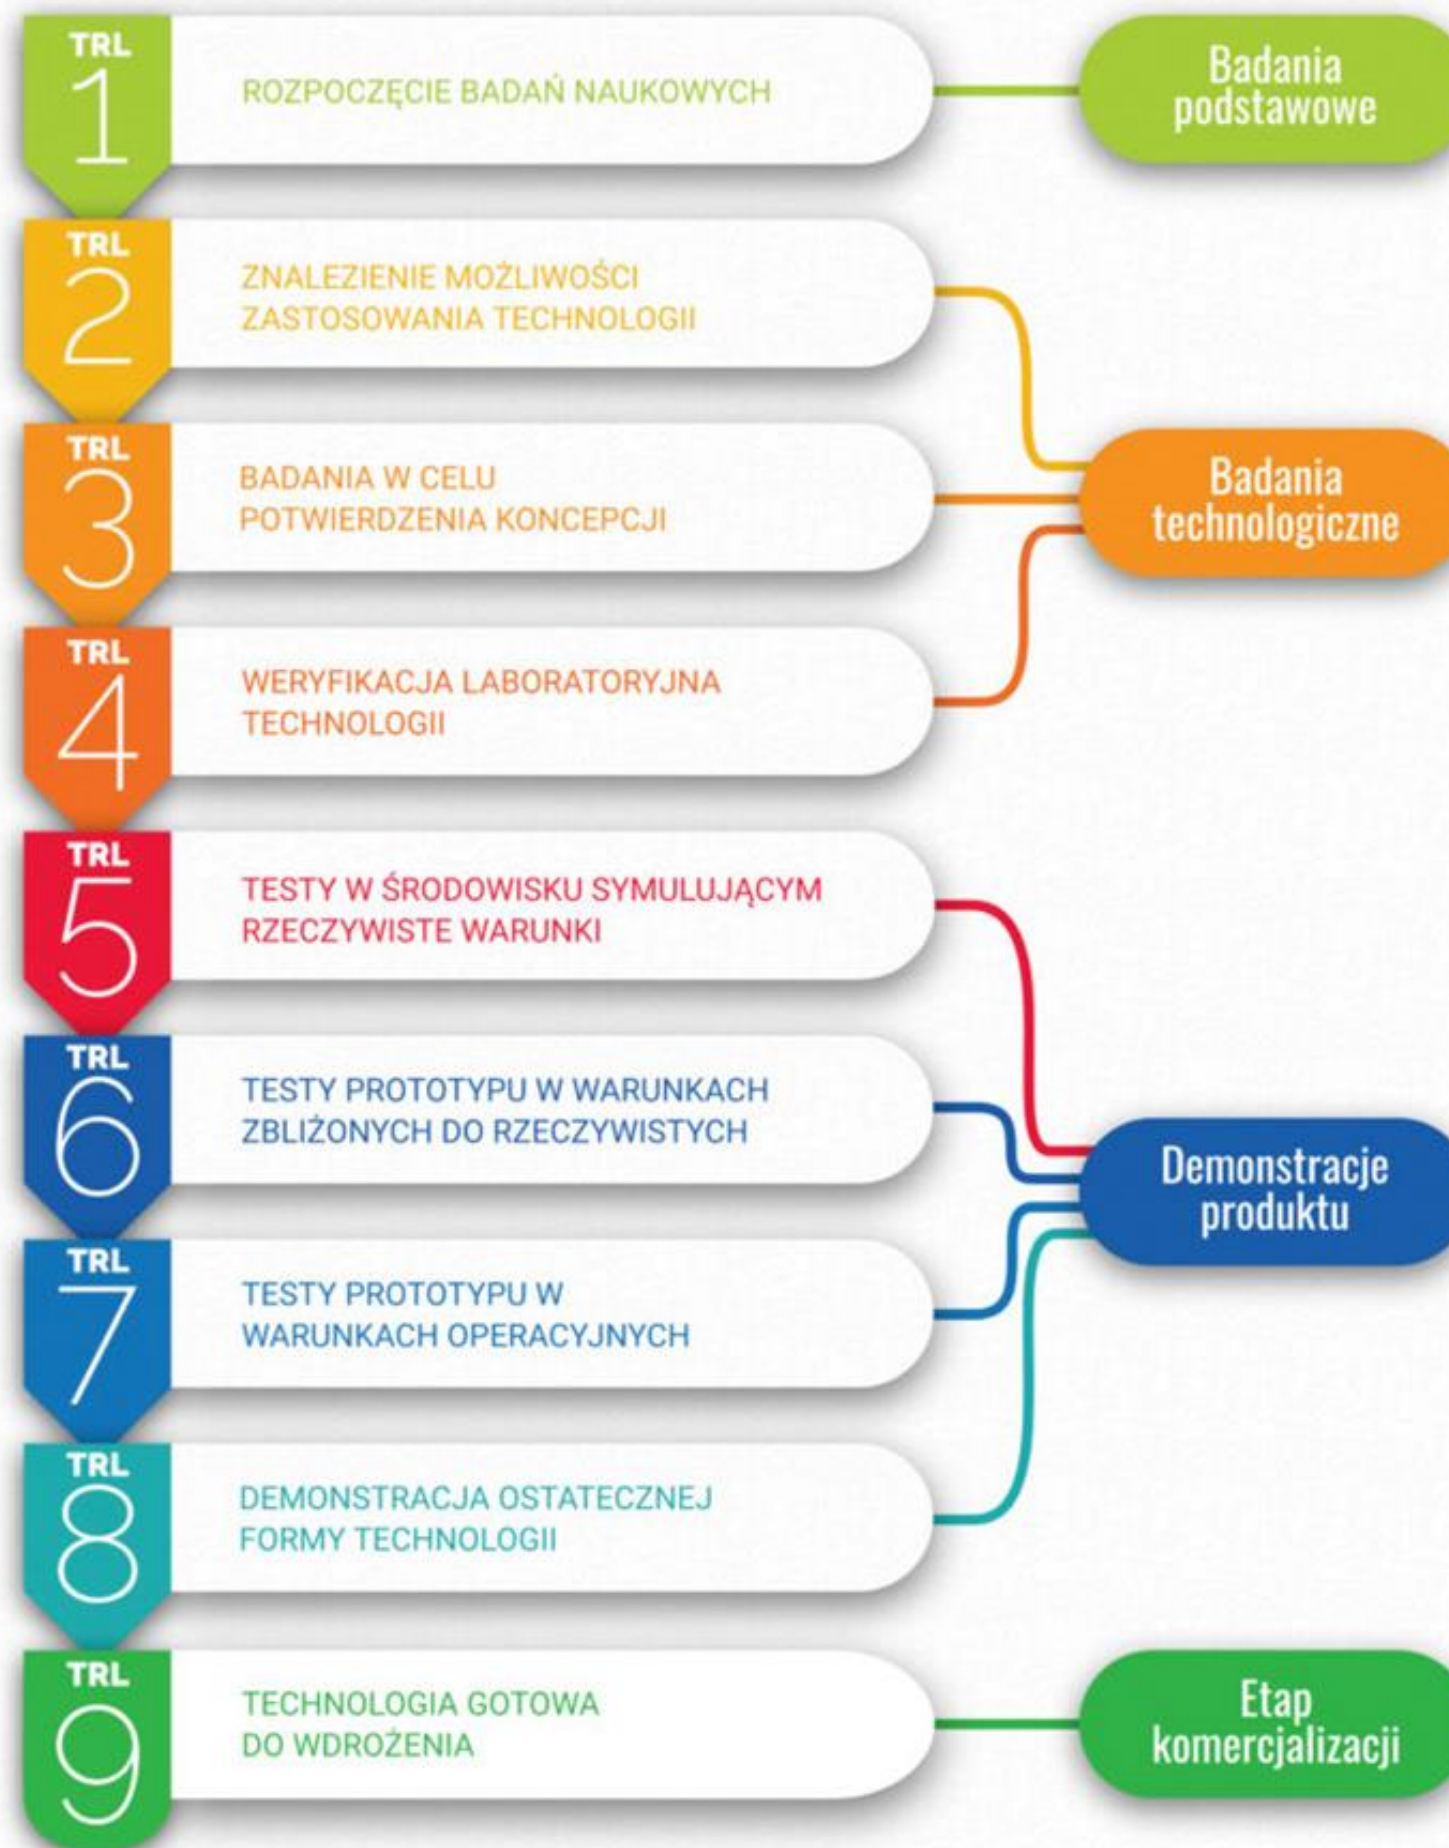 TRL
1
ROZPOCZĘCIE BADAŃ NAUKOWYCH
Badania
podstawowe
TRL
2
ZNALEZIENIE MOŻLIWOŚCI
ZASTOSOWANIA TECHNOLOGII
TRL
3
BADANIA W CELU
POTWIERDZENIA KONCEPCJI
Badania
technologiczne
TRL
4
WERYFIKACJA LABORATORYJNA
TECHNOLOGII
TRL
5
TESTY W ŚRODOWISKU SYMULUJĄCYM
RZECZYWISTE WARUNKI
TRL
6
TESTY PROTOTYPU W WARUNKACH
ZBLIŻONYCH DO RZECZYWISTYCH
Demonstracje
produktu
TRL
7
TESTY PROTOTYPU W
WARUNKACH OPERACYJNYCH
TRL
8
DEMONSTRACJA OSTATECZNEJ
FORMY TECHNOLOGII
TRL
9
TECHNOLOGIA GOTOWA
DO WDROŻENIA
Etap
komercjalizacji